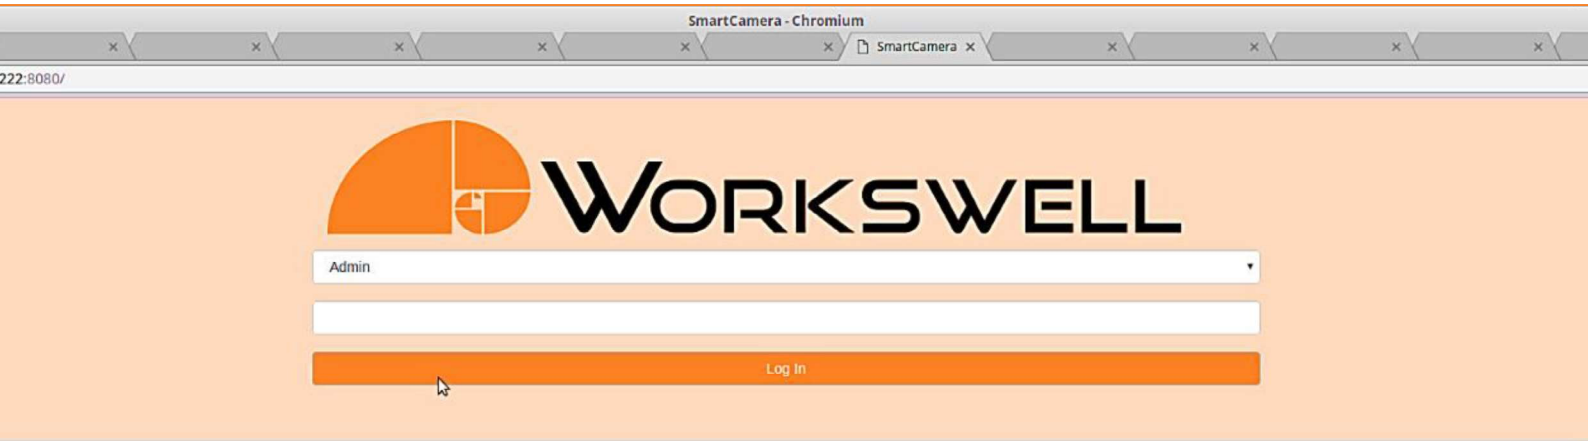 SmartCamera - Chromium
SmartCamera
222:8080/
WORKSWELL
Admin
Log In